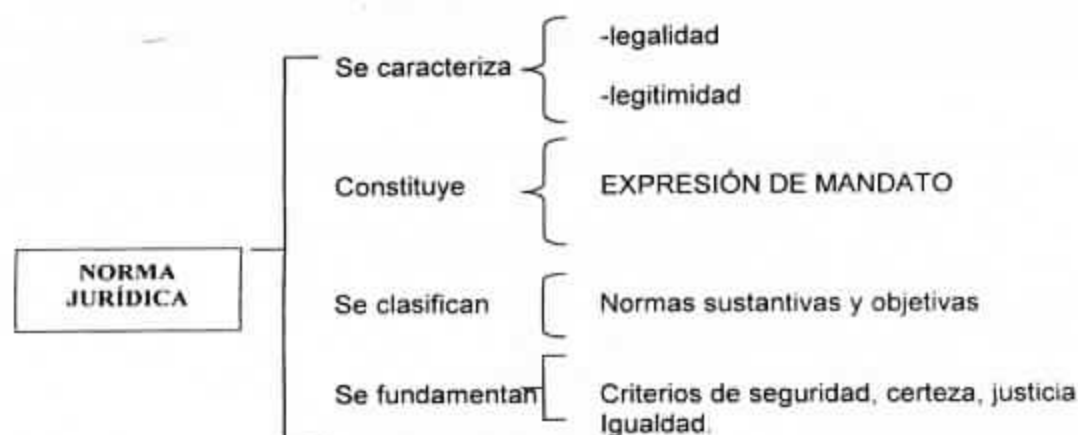 -legalidad
Se caracteriza
-legitimidad
Constituye
EXPRESIÓN DE MANDATO
NORMA
JURÍDICA
Se clasifican
Normas sustantivas y objetivas
Se fundamentan
Criterios de seguridad, certeza, justicia
Igualdad.